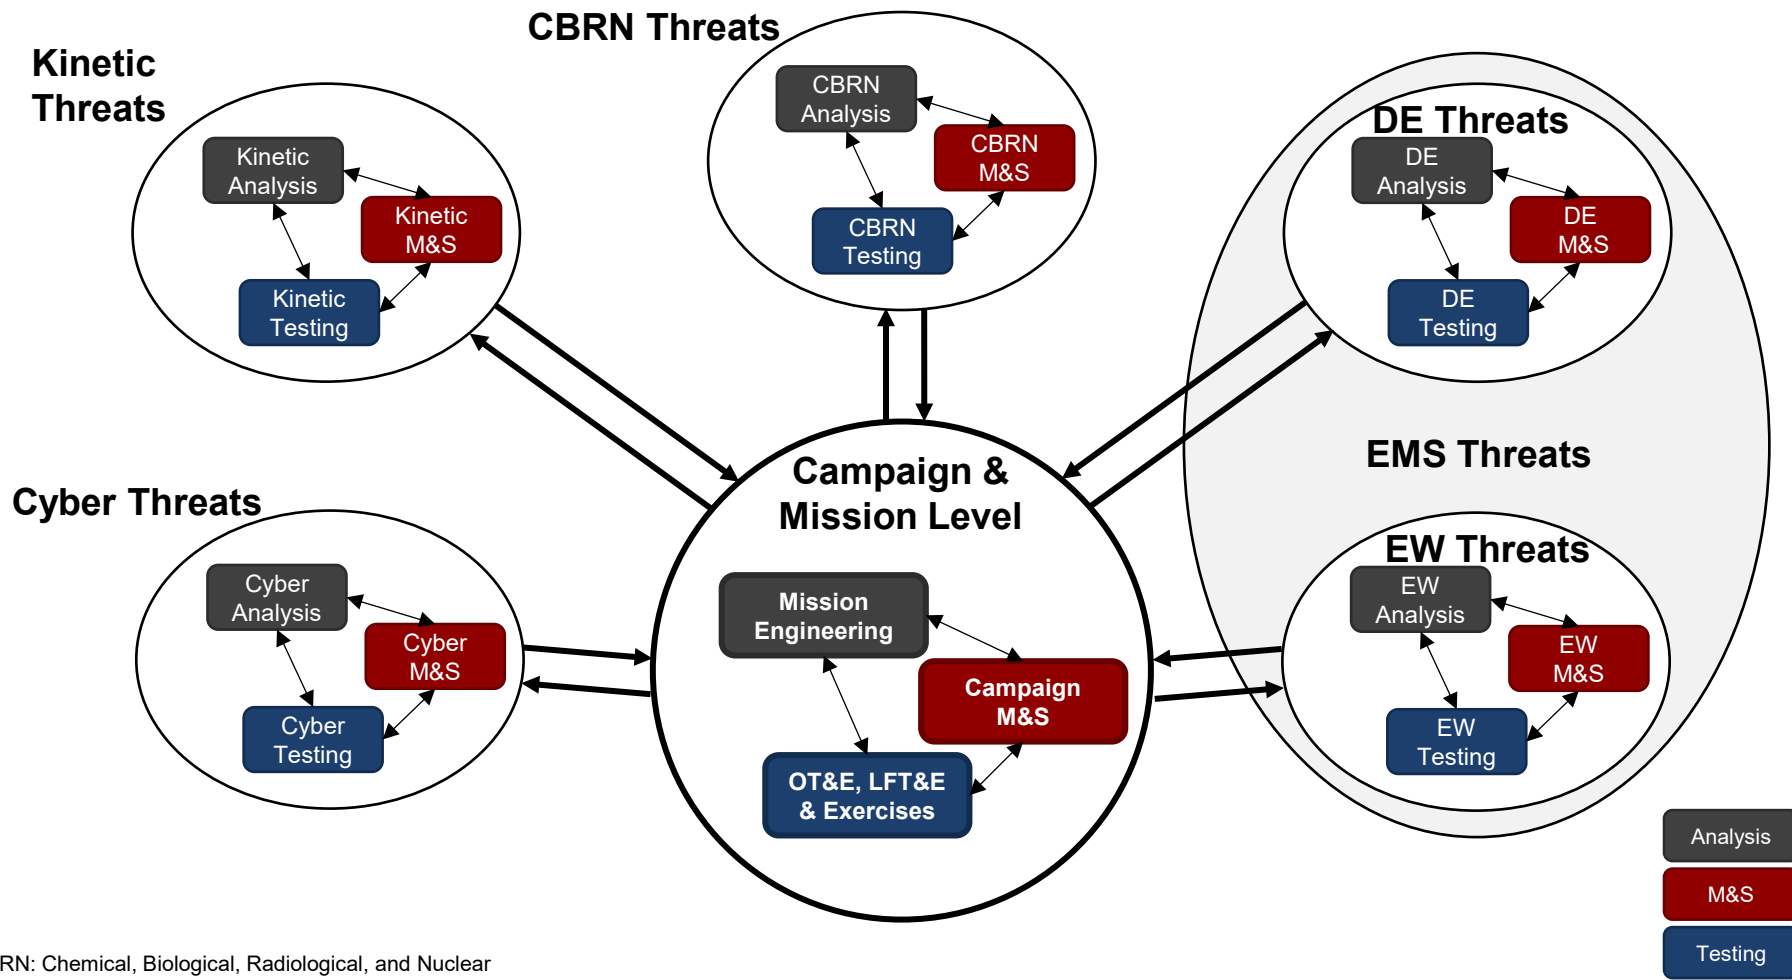 CBRN Threats
Kinetic
Threats
CBRN
Analysis
CBRN
M&S
CBRN
Testing
Kinetic
Analysis
Kinetic
M&S
Kinetic
Testing
DE Threats
DE
Analysis
DE
M&S
DE
Testing
EMS Threats
Campaign &
Mission Level
Mission
Engineering
Campaign
M&S
OT&E, LFT&E
& Exercises
Cyber Threats
Cyber
Analysis
Cyber
M&S
Cyber
Testing
EW Threats
EW
Analysis
EW
M&S
EW
Testing
Analysis
M&S
Testing
RN: Chemical, Biological, Radiological, and Nuclear